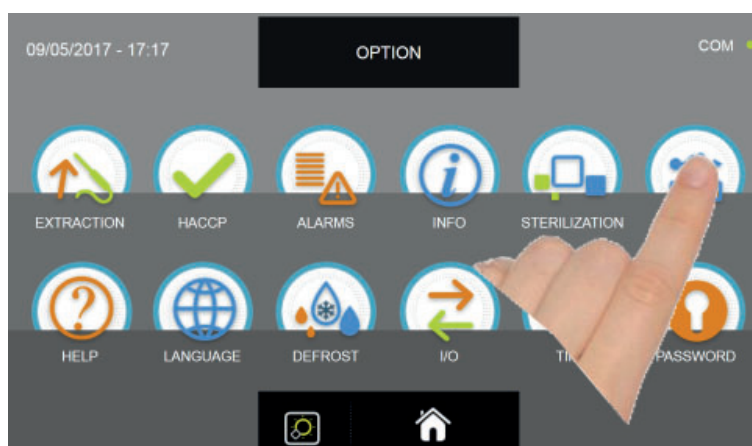 09/05/2017 - 17:17
OPTION
COM
EXTRACTION
HACCP
ALARMS
INFO
STERILIZATION
HELP
LANGUAGE
DEFROST
I/O
PASSWORD